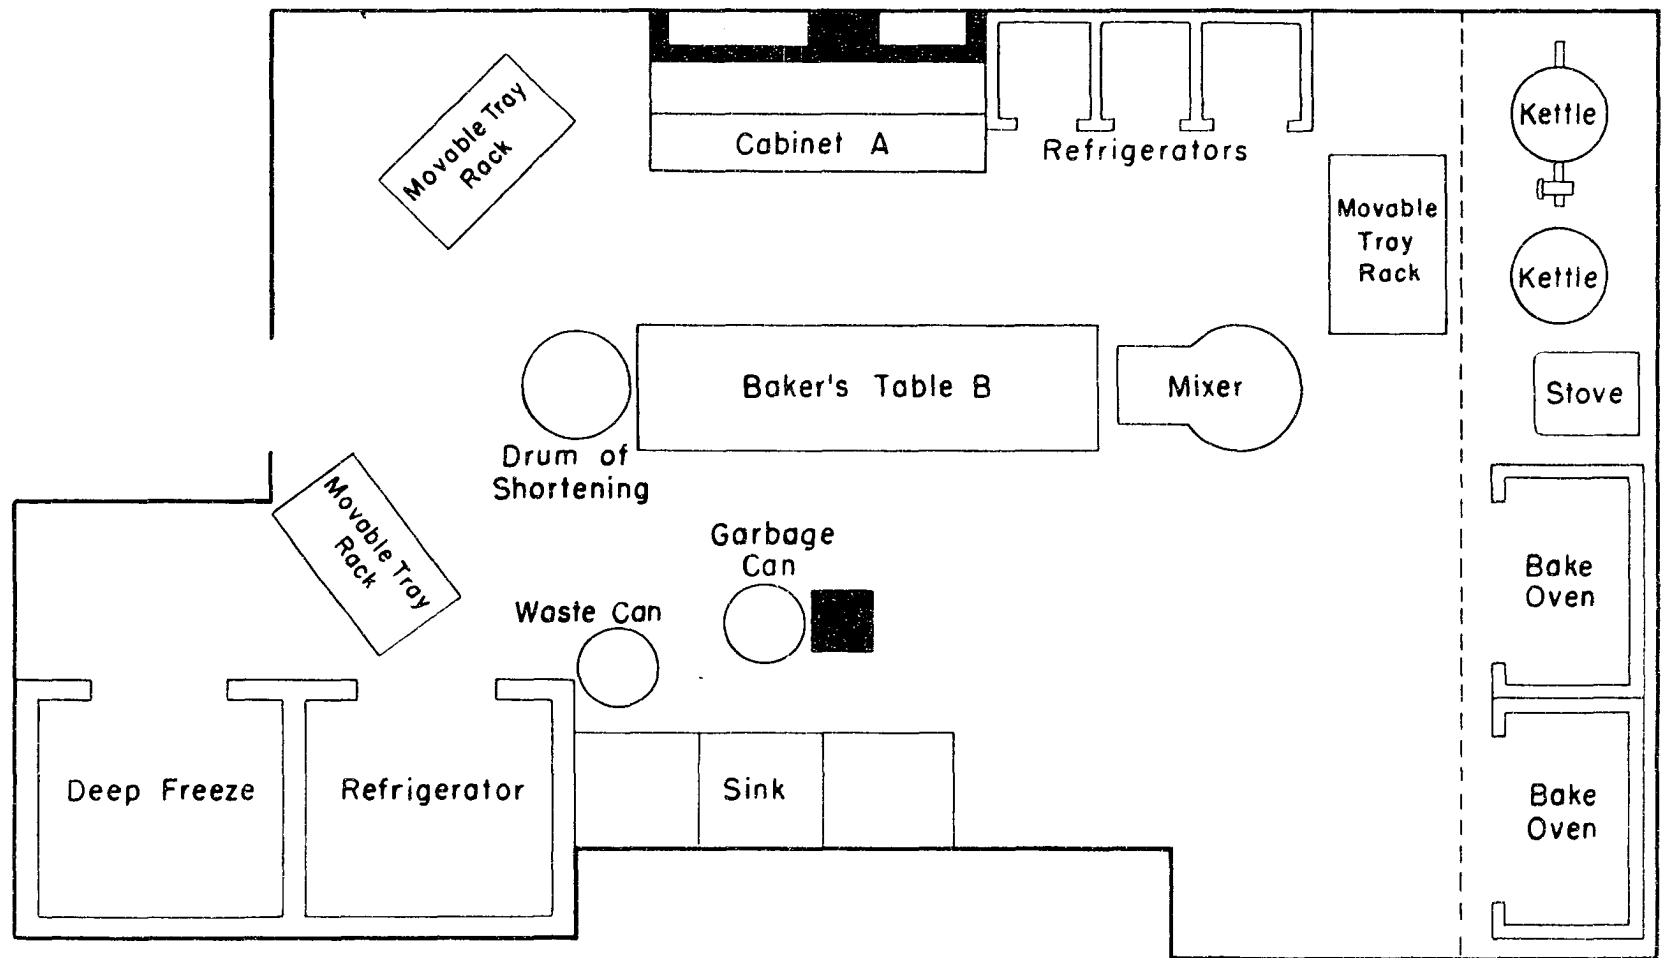 Movable Tray
Rack
Cabinet A
Refrigerators
Kettle
Movable
Tray
Rack
Kettle
Baker's Table B
Mixer
Stove
Drum of
Shortening
Movable Tray
Rack
Garbage
Can
Bake
Oven
Waste Can
Deep Freeze
Refrigerator
Sink
Bake
Oven